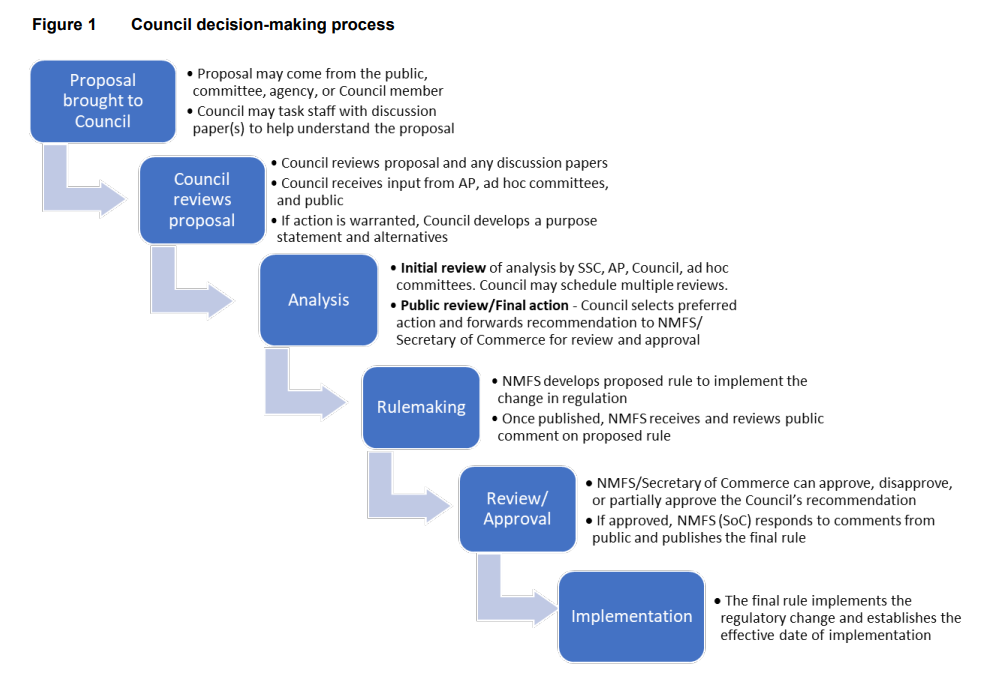 Figure 1 Council decision-making process
Proposal
brought to
Council
• Proposal may come from the public,
committee, agency, or Council member
• Council may task staff with discussion
paper(s) to help understand the proposal
Council
reviews
proposal
• Council reviews proposal and any discussion papers
• Council receives input from AP, ad hoc committees,
and public
• If action is warranted, Council develops a purpose
statement and alternatives
Analysis
• Initial review of analysis by SSC, AP, Council, ad hoc
committees. Council may schedule multiple reviews.
• Public review/Final action - Council selects preferred
action and forwards recommendation to NMFS/
Secretary of Commerce for review and approval
Rulemaking
• NMFS develops proposed rule to implement the
change in regulation
• Once published, NMFS receives and reviews public
comment on proposed rule
Review/
Approval
• NMFS/Secretary of Commerce can approve, disapprove,
or partially approve the Council's recommendation
• If approved, NMFS (SoC) responds to comments from
public and publishes the final rule
Implementation
• The final rule implements the
regulatory change and establishes the
effective date of implementation